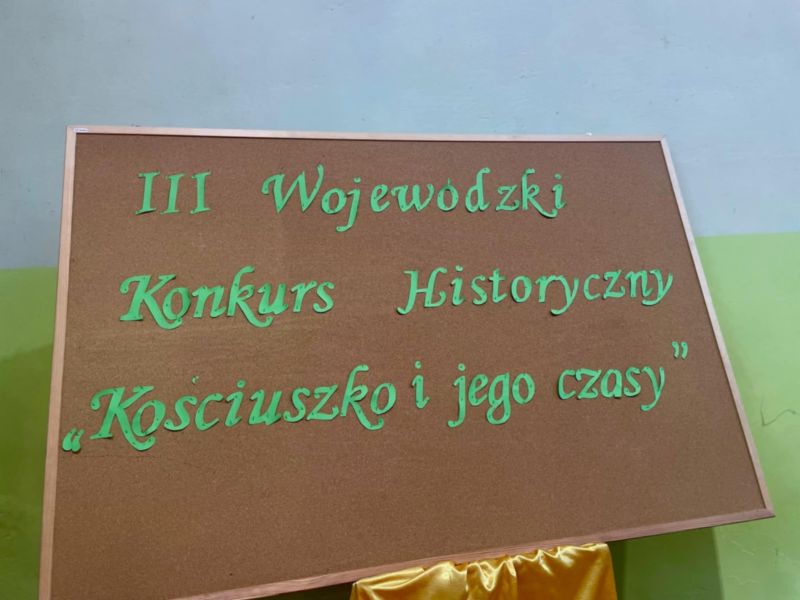 III Wojewódzki
Konkurs Historyczny
„Kościuszko i jego czasy”